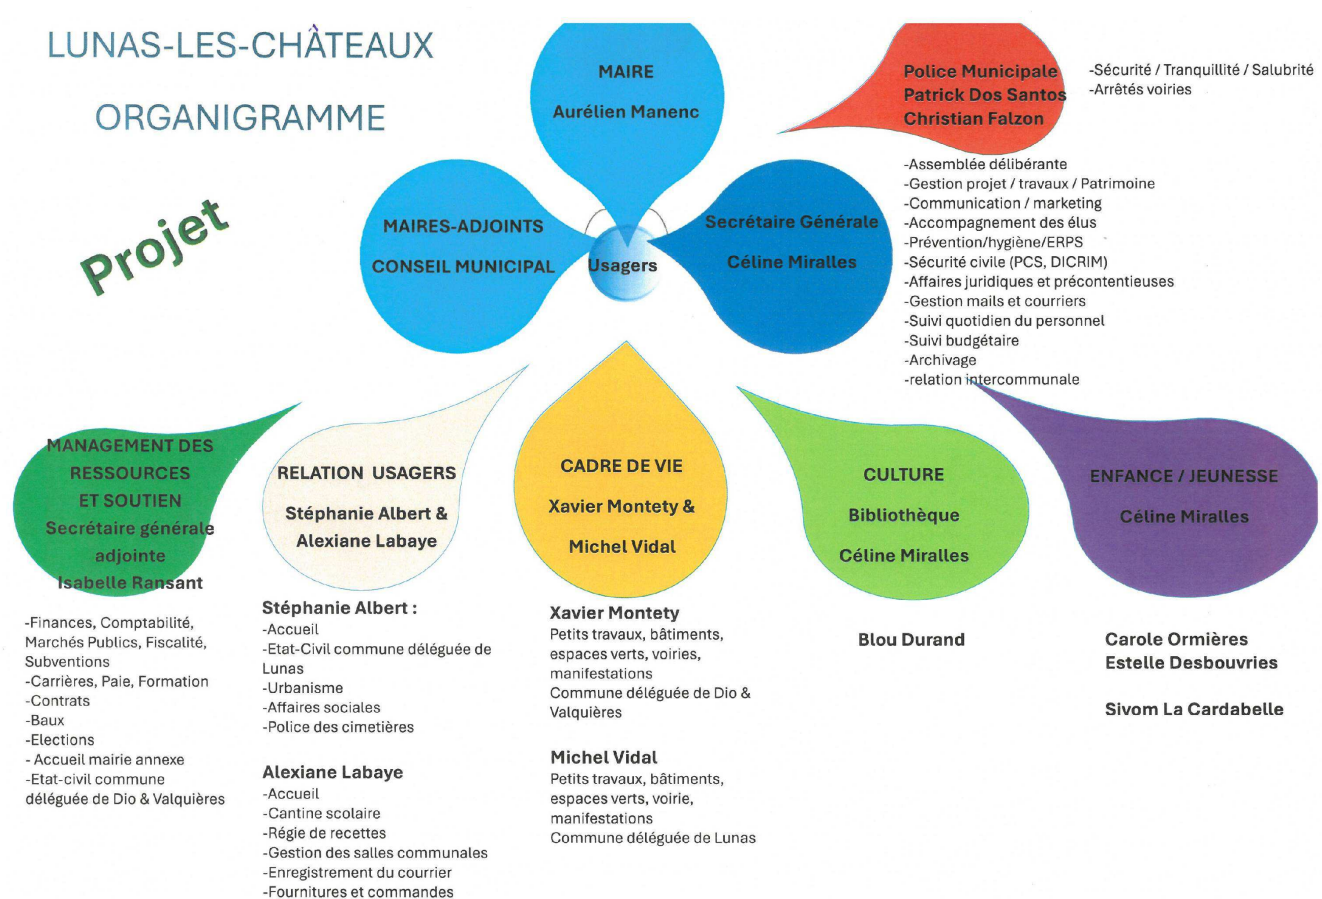 LUNAS-LES-CHÂTEAUX
ORGANIGRAMME
Projet
MAIRE
Aurélien Manenc
Police Municipale
Patrick Dos Santos
Christian Falzon
-Sécurité / Tranquillité / Salubrité
-Arrêtés voiries
MAIRES-ADJOINTS
CONSEIL MUNICIPAL
Usagers
Secrétaire Générale
Céline Miralles
-Assemblée délibérante
-Gestion projet / travaux / Patrimoine
-Communication / marketing
-Accompagnement des élus
-Prévention/hygiène/ERPS
-Sécurité civile (PCS, DICRIM)
-Affaires juridiques et précontentieuses
-Gestion mails et courriers
-Suivi quotidien du personnel
-Suivi budgétaire
-Archivage
-relation intercommunale
MANAGEMENT DES
RESSOURCES
ET SOUTIEN
Secrétaire générale
adjointe
Isabelle Ransant
-Finances, Comptabilité,
Marchés Publics, Fiscalité,
Subventions
-Carrières, Paie, Formation
-Contrats
-Baux
-Elections
- Accueil mairie annexe
-Etat-civil commune
déléguée de Dio & Valquières
RELATION USAGERS
Stéphanie Albert &
Alexiane Labaye
Stéphanie Albert :
-Accueil
-Etat-Civil commune déléguée de
Lunas
-Urbanisme
-Affaires sociales
-Police des cimetières
Alexiane Labaye
-Accueil
-Cantine scolaire
-Régie de recettes
-Gestion des salles communales
-Enregistrement du courrier
-Fournitures et commandes
CADRE DE VIE
Xavier Montety &
Michel Vidal
Xavier Montety
Petits travaux, bâtiments,
espaces verts, voiries,
manifestations
Commune déléguée de Dio &
Valquières
Michel Vidal
Petits travaux, bâtiments,
espaces verts, voirie,
manifestations
Commune déléguée de Lunas
CULTURE
Bibliothèque
Céline Miralles
Blou Durand
ENFANCE / JEUNESSE
Céline Miralles
Carole Ormières
Estelle Desbouvries
Sivom La Cardabelle